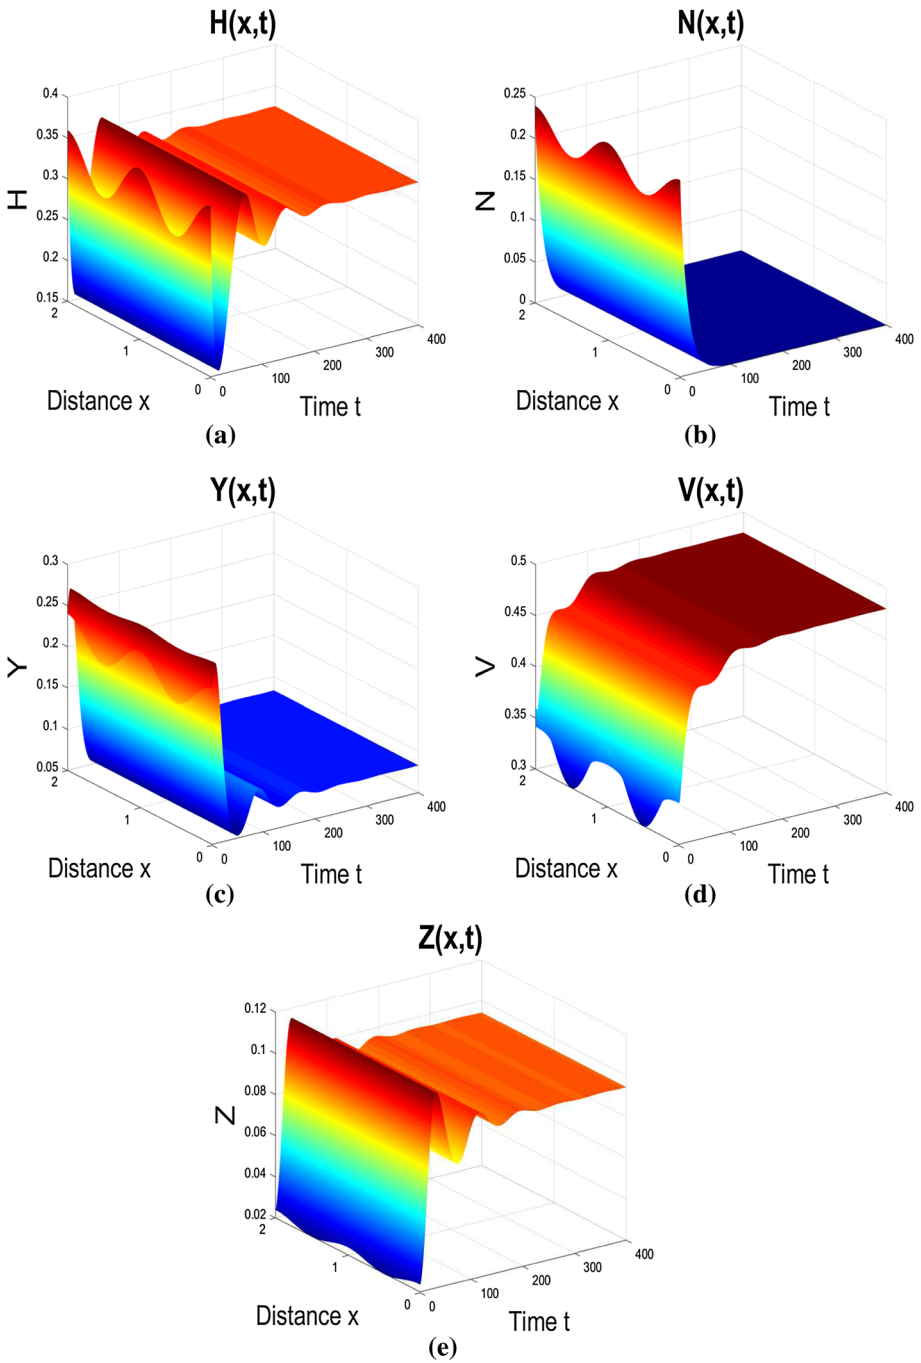 H(x,t)
0.4
0.35
0.3
0.25
0.2
0.15
H
2
1
0
Distance x
0
100
200
300
400
Time t
(a)
N(x,t)
0.25
0.2
0.15
0.1
0.05
0
N
2
1
0
Distance x
0
100
200
300
400
Time t
(b)
Y(x,t)
0.3
0.25
0.2
0.15
0.1
0.05
Y
2
1
0
Distance x
0
100
200
300
400
Time t
(c)
V(x,t)
0.5
0.45
0.4
0.35
0.3
V
2
1
0
Distance x
0
100
200
300
400
Time t
(d)
Z(x,t)
0.12
0.1
0.08
0.06
0.04
0.02
Z
2
1
0
Distance x
0
100
200
300
400
Time t
(e)